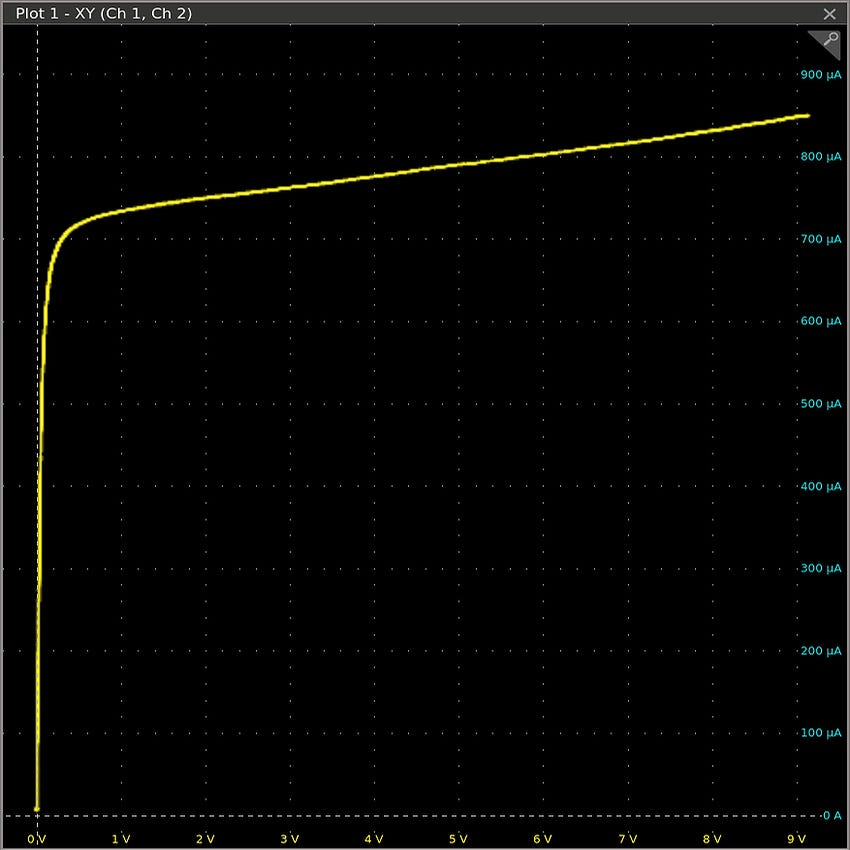 Plot 1 - XY (Ch 1, Ch 2)
900 µA
800 µA
700 µA
600 µA
500 µA
400 µA
300 µA
200 µA
100 µA
0 A
0 V 1 V 2 V 3 V 4 V 5 V 6 V 7 V 8 V 9 V